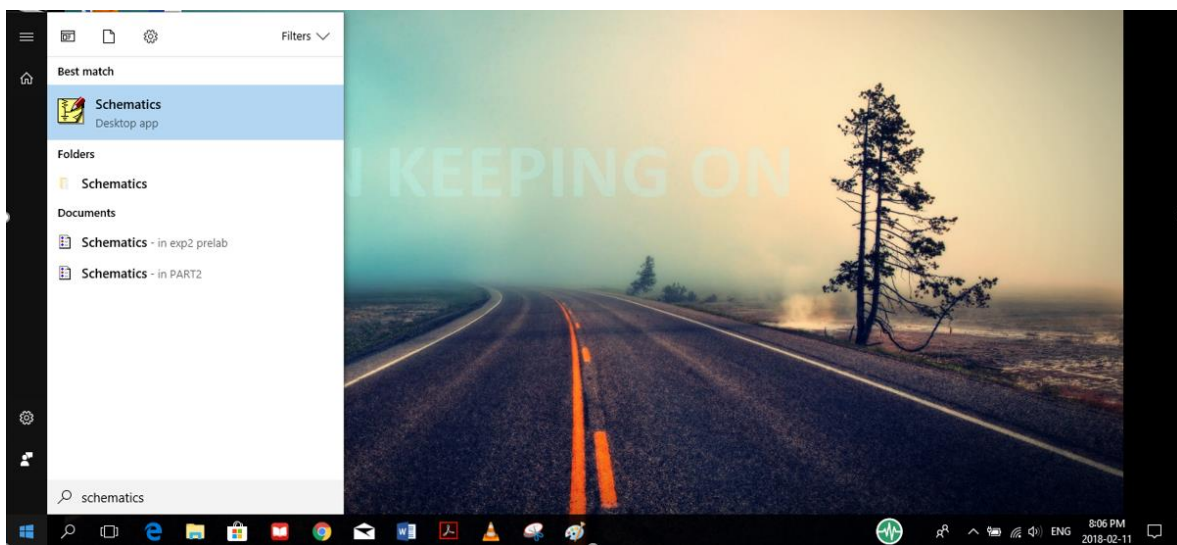 Filters
Best match
Schematics
Desktop app
Folders
Schematics
Documents
Schematics - in exp2 prelab
Schematics - in PART2
KEEPING ON
schematics
ENG
8:06 PM
2018-02-11